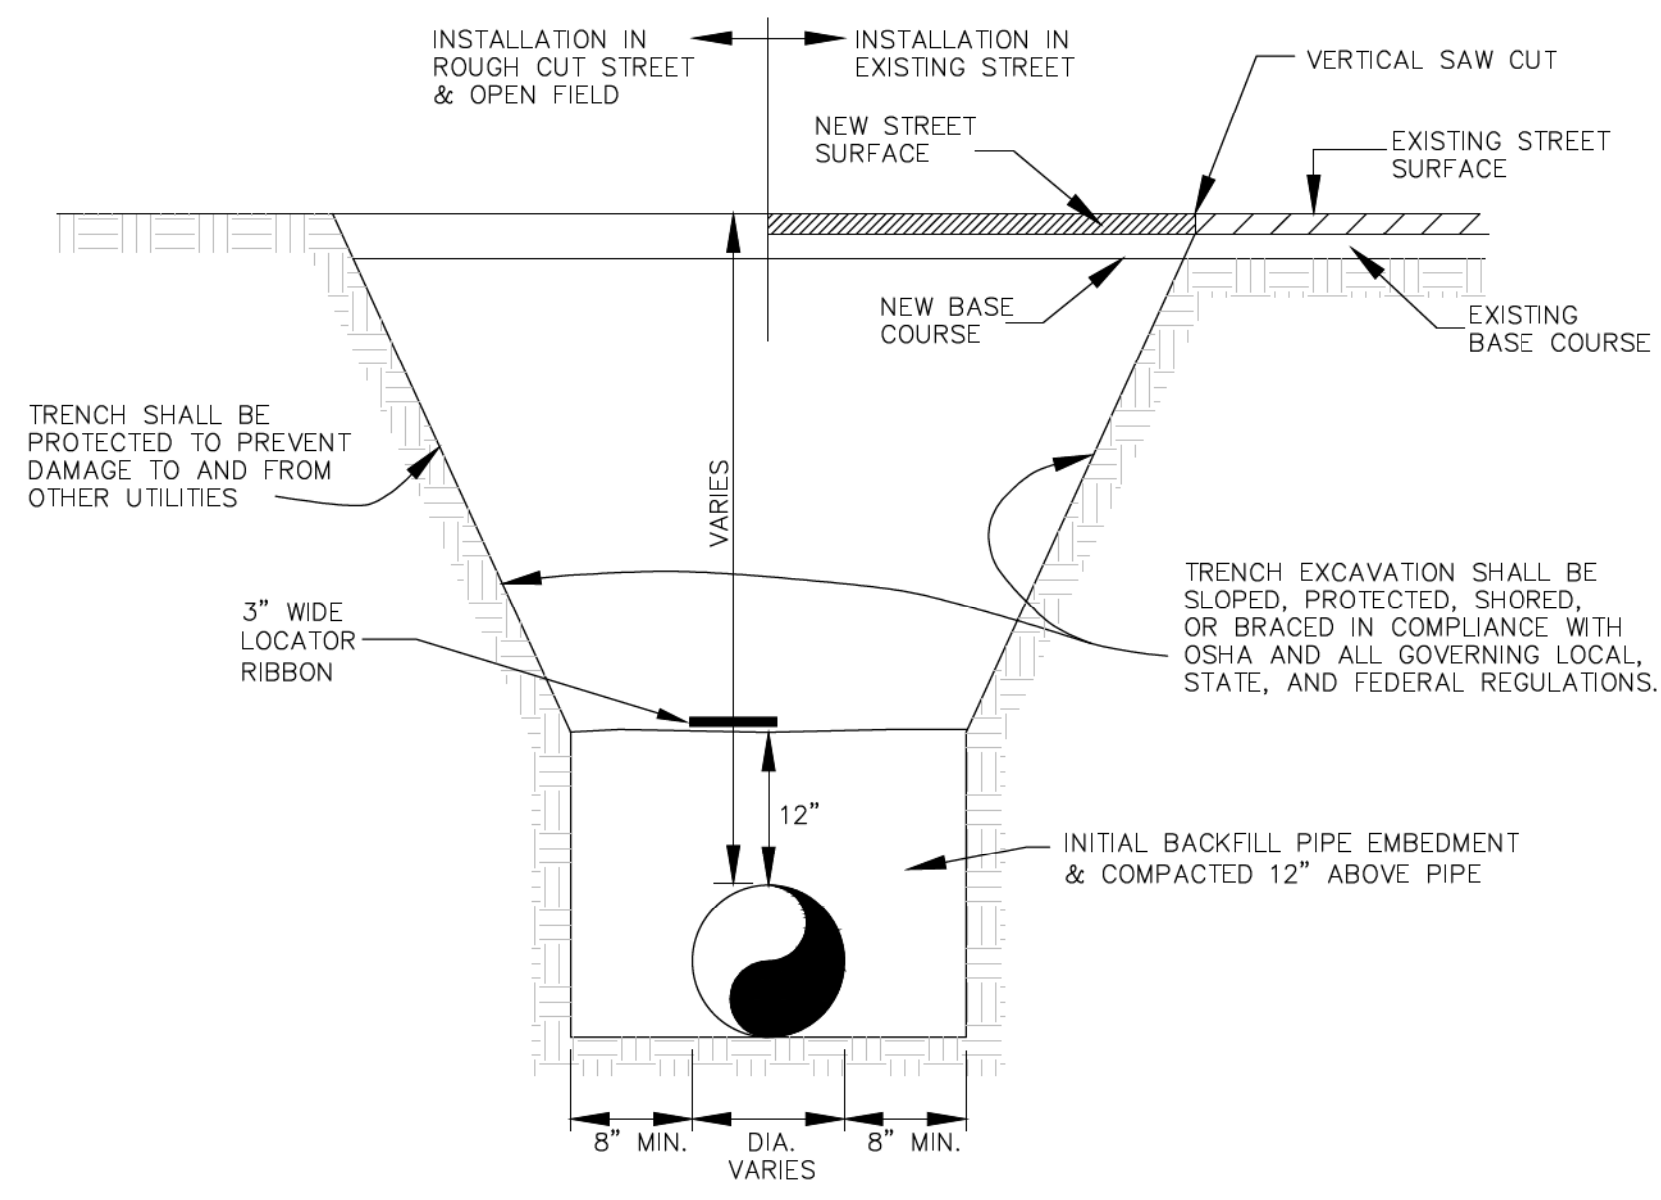 INSTALLATION IN
ROUGH CUT STREET
& OPEN FIELD
INSTALLATION IN
EXISTING STREET
VERTICAL SAW CUT
NEW STREET
SURFACE
EXISTING STREET
SURFACE
NEW BASE
COURSE
EXISTING
BASE COURSE
TRENCH SHALL BE
PROTECTED TO PREVENT
DAMAGE TO AND FROM
OTHER UTILITIES
VARIES
3" WIDE
LOCATOR
RIBBON
TRENCH EXCAVATION SHALL BE
SLOPED, PROTECTED, SHORED,
OR BRACED IN COMPLIANCE WITH
OSHA AND ALL GOVERNING LOCAL,
STATE, AND FEDERAL REGULATIONS.
12"
INITIAL BACKFILL PIPE EMBEDMENT
& COMPACTED 12" ABOVE PIPE
8" MIN.
DIA.
VARIES
8" MIN.